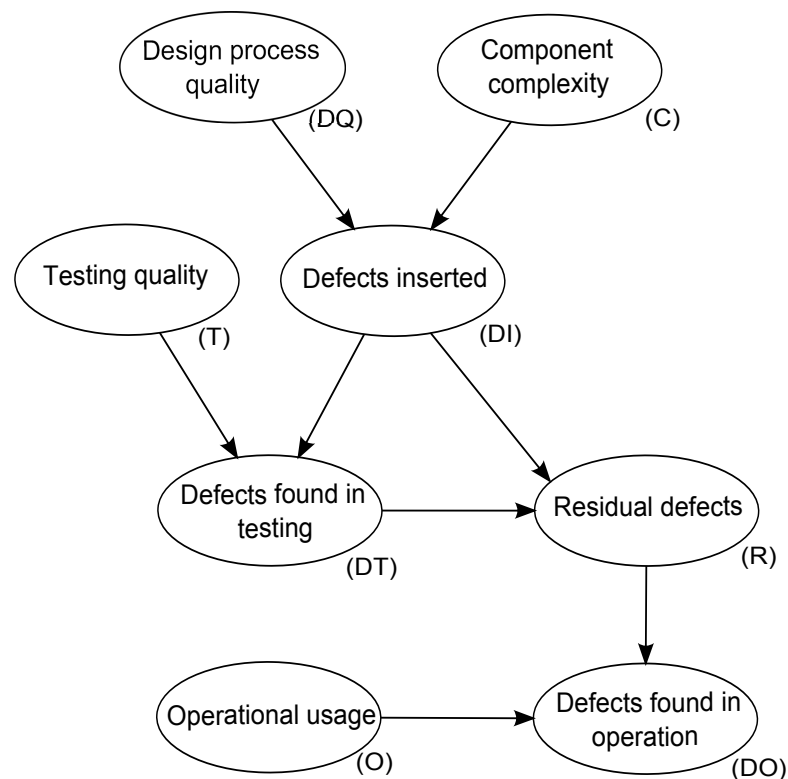 Design process
quality
(DQ)
Component
complexity
(C)
Testing quality
(T)
Defects inserted
(DI)
Defects found in
testing
(DT)
Residual defects
(R)
Operational usage
(O)
Defects found in
operation
(DO)